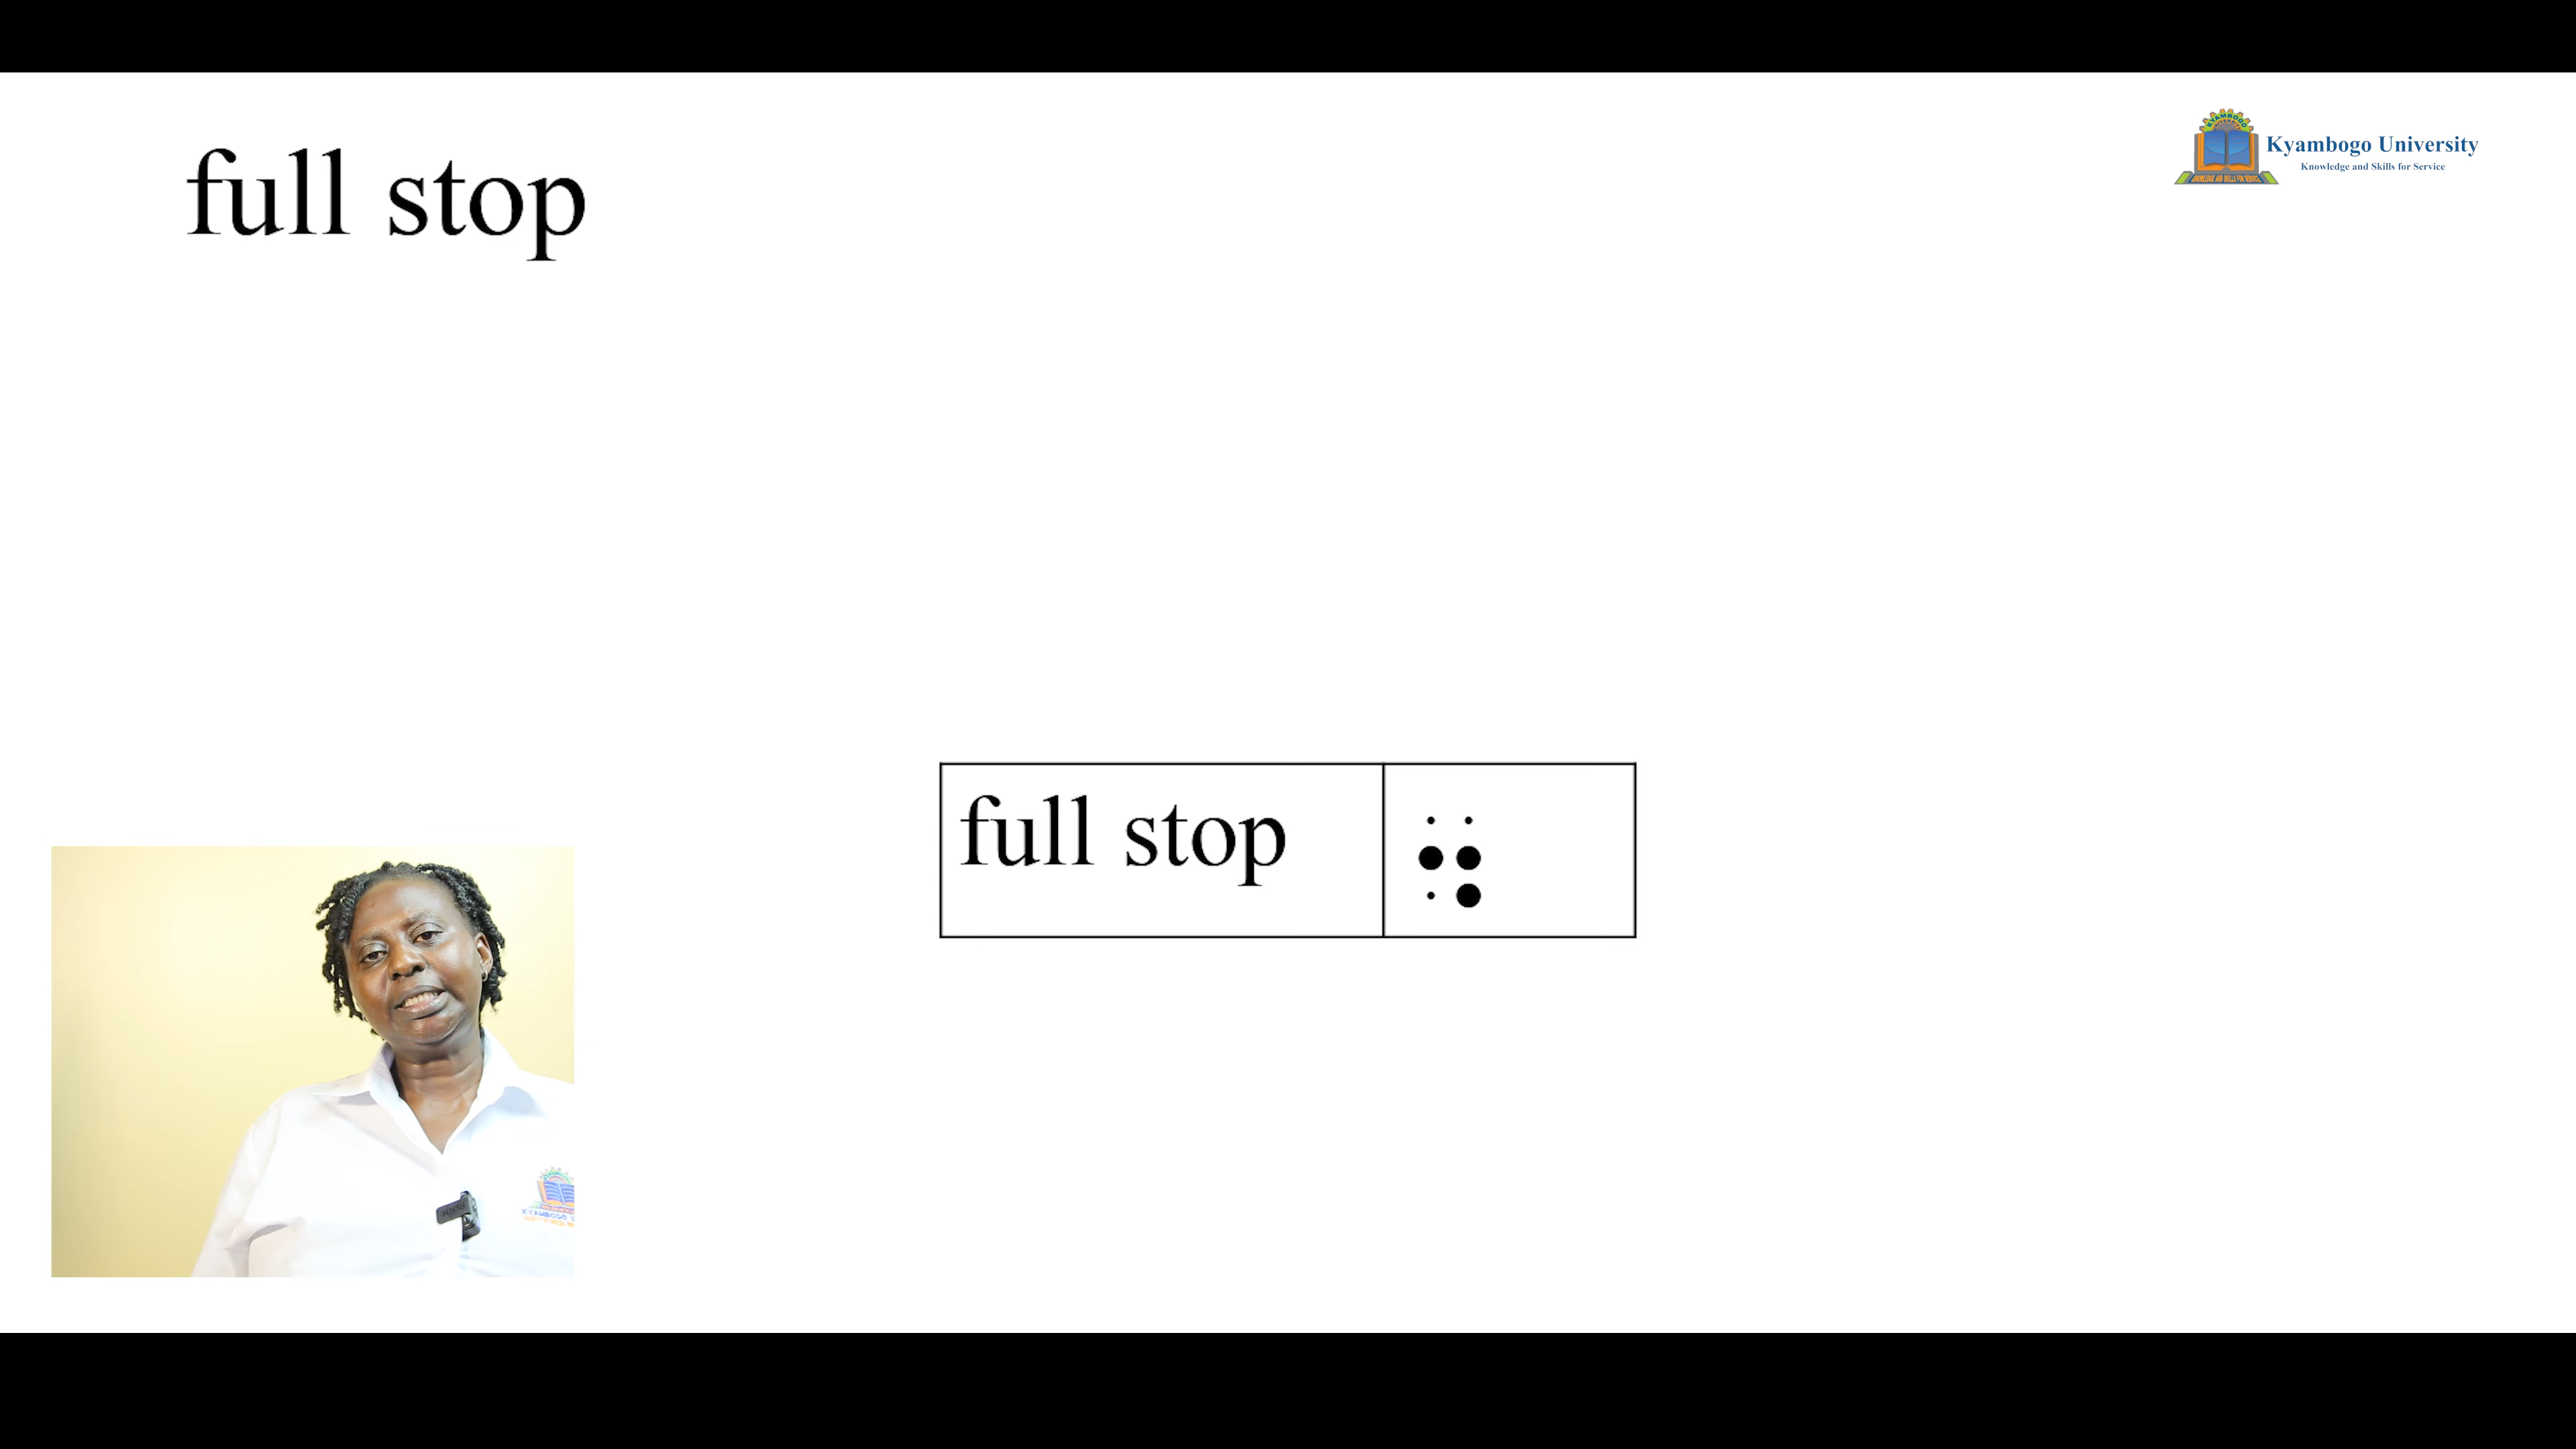 full stop
Kyambogo University
Knowledge and Skills for Service
full stop ⠲